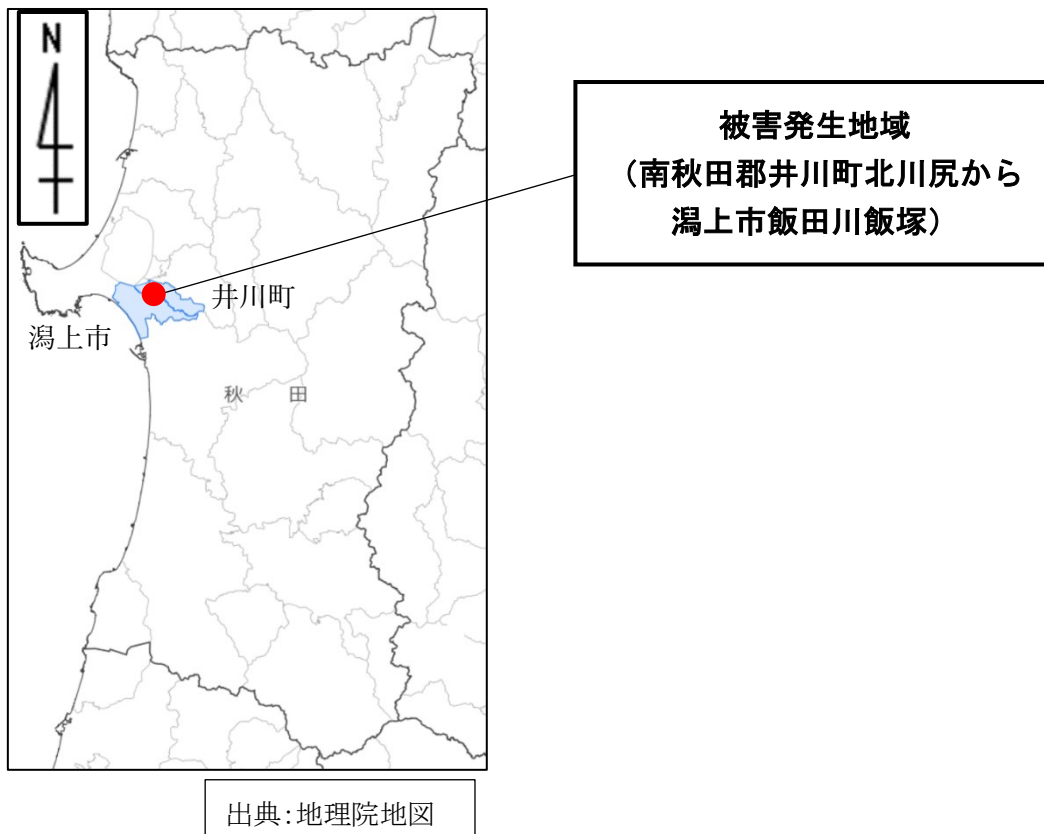 N
被害発生地域
（南秋田郡井川町北川尻から
潟上市飯田川飯塚）
井川町
潟上市
秋　田
出典：地理院地図